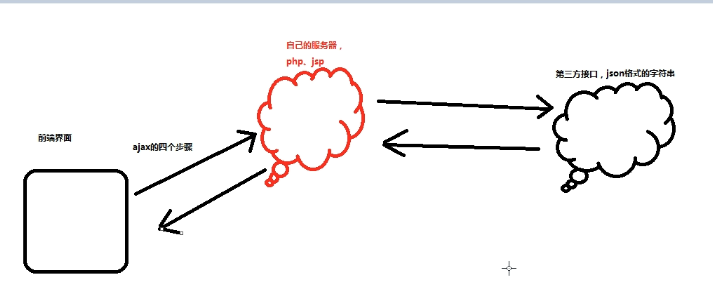 自己的服务器，
php、jsp
第三方接口，json格式的字符串
前端界面
ajax的四个步骤